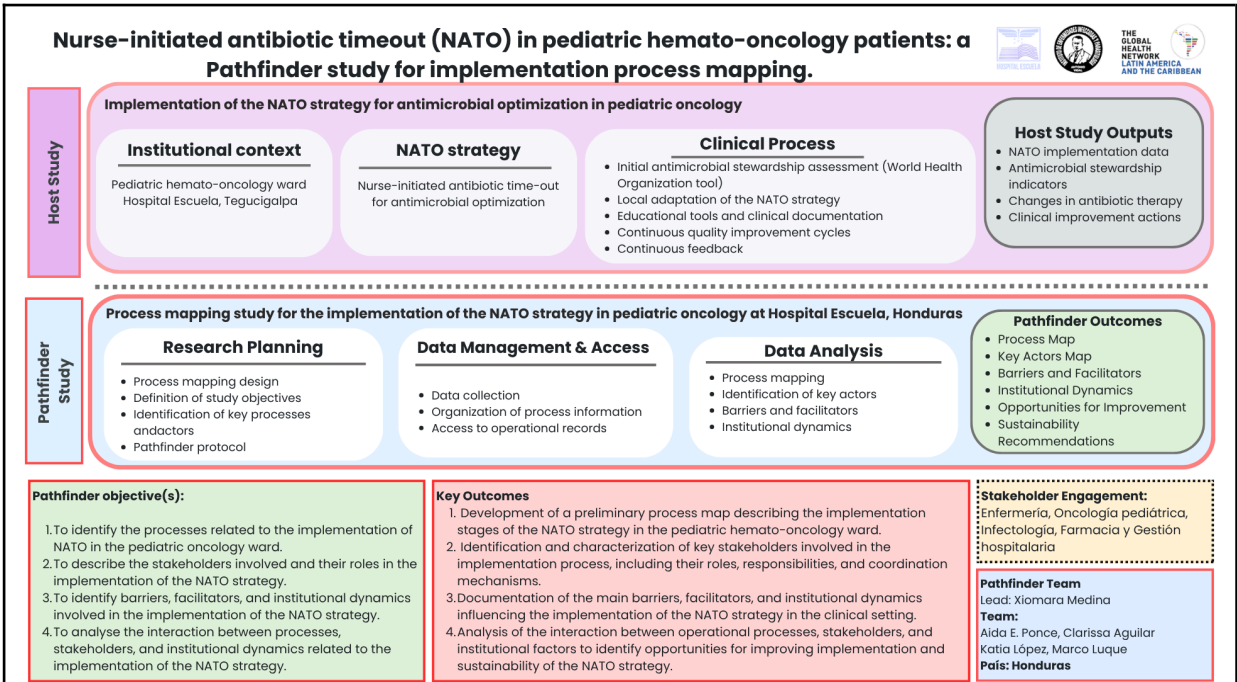 Nurse-initiated antibiotic timeout (NATO) in pediatric hemato-oncology patients: a
Pathfinder study for implementation process mapping.
HOSPITAL ESCUELA
THE
GLOBAL
HEALTH
NETWORK
LATIN AMERICA
AND THE CARIBBEAN
Host Study
Implementation of the NATO strategy for antimicrobial optimization in pediatric oncology
Institutional context
Pediatric hemato-oncology ward
Hospital Escuela, Tegucigalpa
NATO strategy
Nurse-initiated antibiotic time-out
for antimicrobial optimization
Clinical Process
• Initial antimicrobial stewardship assessment (World Health
Organization tool)
• Local adaptation of the NATO strategy
• Educational tools and clinical documentation
• Continuous quality improvement cycles
• Continuous feedback
Host Study Outputs
• NATO implementation data
• Antimicrobial stewardship
indicators
• Changes in antibiotic therapy
• Clinical improvement actions
Pathfinder
Study
Process mapping study for the implementation of the NATO strategy in pediatric oncology at Hospital Escuela, Honduras
Research Planning
• Process mapping design
• Definition of study objectives
• Identification of key processes
andactors
• Pathfinder protocol
Data Management & Access
• Data collection
• Organization of process information
• Access to operational records
Data Analysis
• Process mapping
• Identification of key actors
• Barriers and facilitators
• Institutional dynamics
Pathfinder Outcomes
• Process Map
• Key Actors Map
• Barriers and Facilitators
• Institutional Dynamics
• Opportunities for Improvement
• Sustainability
Recommendations
Pathfinder objective(s):
1. To identify the processes related to the implementation of
NATO in the pediatric oncology ward.
2. To describe the stakeholders involved and their roles in the
implementation of the NATO strategy.
3. To identify barriers, facilitators, and institutional dynamics
involved in the implementation of the NATO strategy.
4. To analyse the interaction between processes,
stakeholders, and institutional dynamics related to the
implementation of the NATO strategy.
Key Outcomes
1. Development of a preliminary process map describing the implementation
stages of the NATO strategy in the pediatric hemato-oncology ward.
2. Identification and characterization of key stakeholders involved in the
implementation process, including their roles, responsibilities, and coordination
mechanisms.
3. Documentation of the main barriers, facilitators, and institutional dynamics
influencing the implementation of the NATO strategy in the clinical setting.
4. Analysis of the interaction between operational processes, stakeholders, and
institutional factors to identify opportunities for improving implementation and
sustainability of the NATO strategy.
Stakeholder Engagement:
Enfermería, Oncología pediátrica,
Infectología, Farmacia y Gestión
hospitalaria
Pathfinder Team
Lead: Xiomara Medina
Team:
Aida E. Ponce, Clarissa Aguilar
Katia López, Marco Luque
País: Honduras